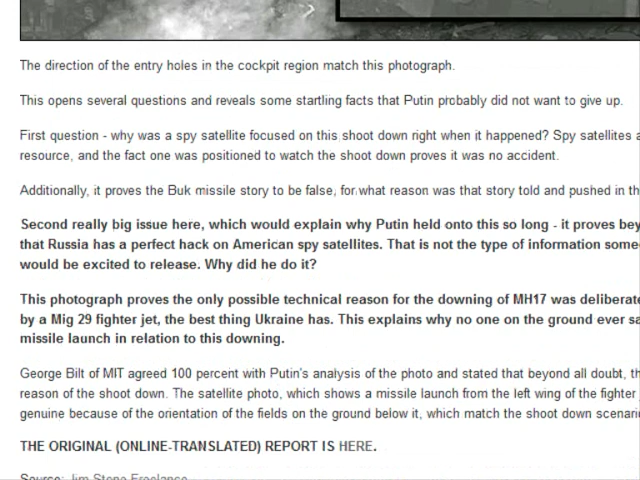 The direction of the entry holes in the cockpit region match this photograph.
This opens several questions and reveals some startling facts that Putin probably did not want to give up.
First question - why was a spy satellite focused on this shoot down right when it happened? Spy satellites a
resource, and the fact one was positioned to watch the shoot down proves it was no accident.
Additionally, it proves the Buk missile story to be false, for what reason was that story told and pushed in th
Second really big issue here, which would explain why Putin held onto this so long - it proves bey
that Russia has a perfect hack on American spy satellites. That is not the type of information some
would be excited to release. Why did he do it?
This photograph proves the only possible technical reason for the downing of MH17 was deliberate
by a Mig 29 fighter jet, the best thing Ukraine has. This explains why no one on the ground ever sa
missile launch in relation to this downing.
George Bilt of MIT agreed 100 percent with Putin's analysis of the photo and stated that beyond all doubt, th
reason of the shoot down. The satellite photo, which shows a missile launch from the left wing of the fighter
genuine because of the orientation of the fields on the ground below it, which match the shoot down scenari
THE ORIGINAL (ONLINE-TRANSLATED) REPORT IS HERE.
Source: Jim Stone Freelance